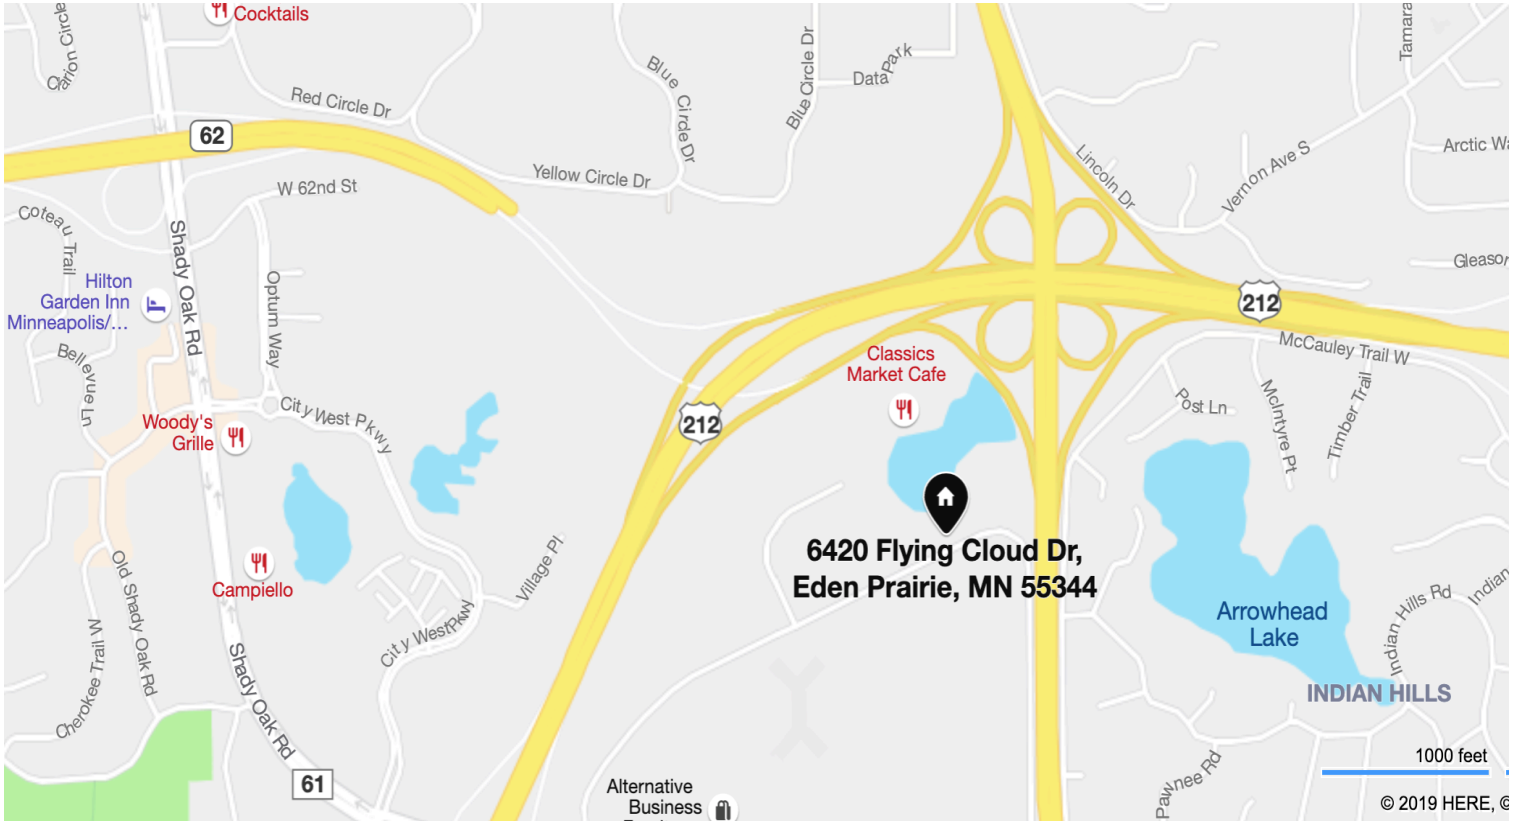 Cocktails
Carion Circle
Red Circle Dr
Blue Circle Dr
Blue Circle Dr
Data Park
Tamara
62
Yellow Circle Dr
W 62nd St
Lincoln Dr
Vernon Ave S
Arctic Wa
Coteau Trail
Shady Oak Rd
Hilton
Garden Inn
Minneapolis/...
Optum Way
Gleason
212
McCauley Trail W
Bellevue Ln
Classics
Market Cafe
Woody's
Grille
City West Pkwy
212
Post Ln
McIntyre Pt
Timber Trail
6420 Flying Cloud Dr,
Eden Prairie, MN 55344
Campiello
Village Pl
Old Shady Oak Rd
City West Pkwy
Cherokee Trail W
Arrowhead
Lake
Indian Hills Rd
Indian
INDIAN HILLS
Shady Oak Rd
61
Alternative
Business
Pawnee Rd
1000 feet
© 2019 HERE, ©